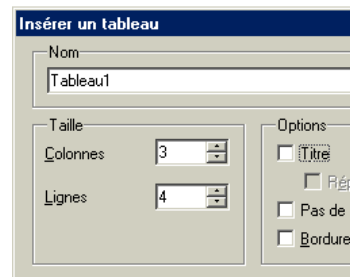 Insérer un tableau
Nom
Tableau1
Taille
Colonnes 3
Lignes 4
Options
Titre
Pas de
Bordure